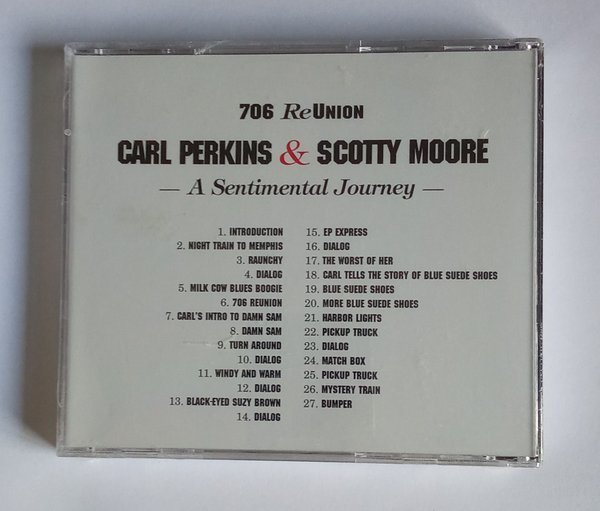 706 ReUnion
CARL PERKINS & SCOTTY MOORE
— A Sentimental Journey —
1. INTRODUCTION
2. NIGHT TRAIN TO MEMPHIS
3. RAUNCHY
4. DIALOG
5. MILK COW BLUES BOOGIE
6. 706 REUNION
7. CARL'S INTRO TO DAMN SAM
8. DAMN SAM
9. TURN AROUND
10. DIALOG
11. WINDY AND WARM
12. DIALOG
13. BLACK-EYED SUZY BROWN
14. DIALOG
15. EP EXPRESS
16. DIALOG
17. THE WORST OF HER
18. CARL TELLS THE STORY OF BLUE SUEDE SHOES
19. BLUE SUEDE SHOES
20. MORE BLUE SUEDE SHOES
21. HARBOR LIGHTS
22. PICKUP TRUCK
23. DIALOG
24. MATCH BOX
25. PICKUP TRUCK
26. MYSTERY TRAIN
27. BUMPER